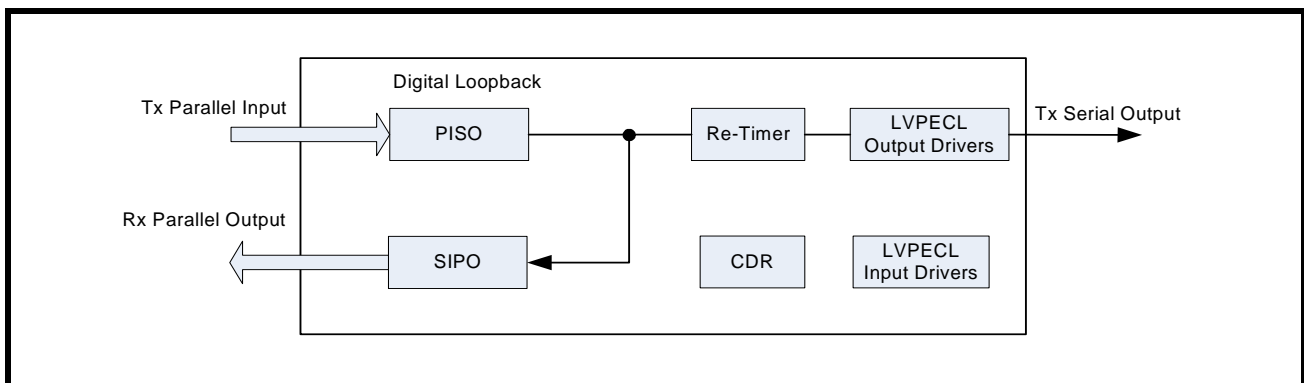 Digital Loopback
Tx Parallel Input
PISO
Re-Timer
LVPECL
Output Drivers
Tx Serial Output
Rx Parallel Output
SIPO
CDR
LVPECL
Input Drivers